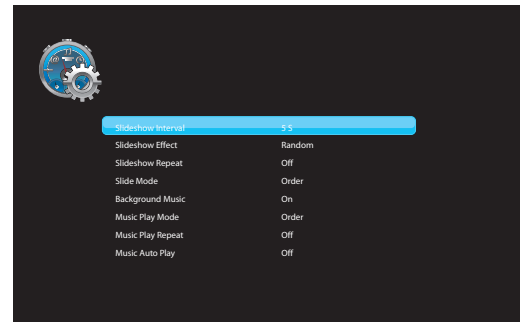 Slideshow Interval 5 S
Slideshow Effect Random
Slideshow Repeat Off
Slide Mode Order
Background Music On
Music Play Mode Order
Music Play Repeat Off
Music Auto Play Off